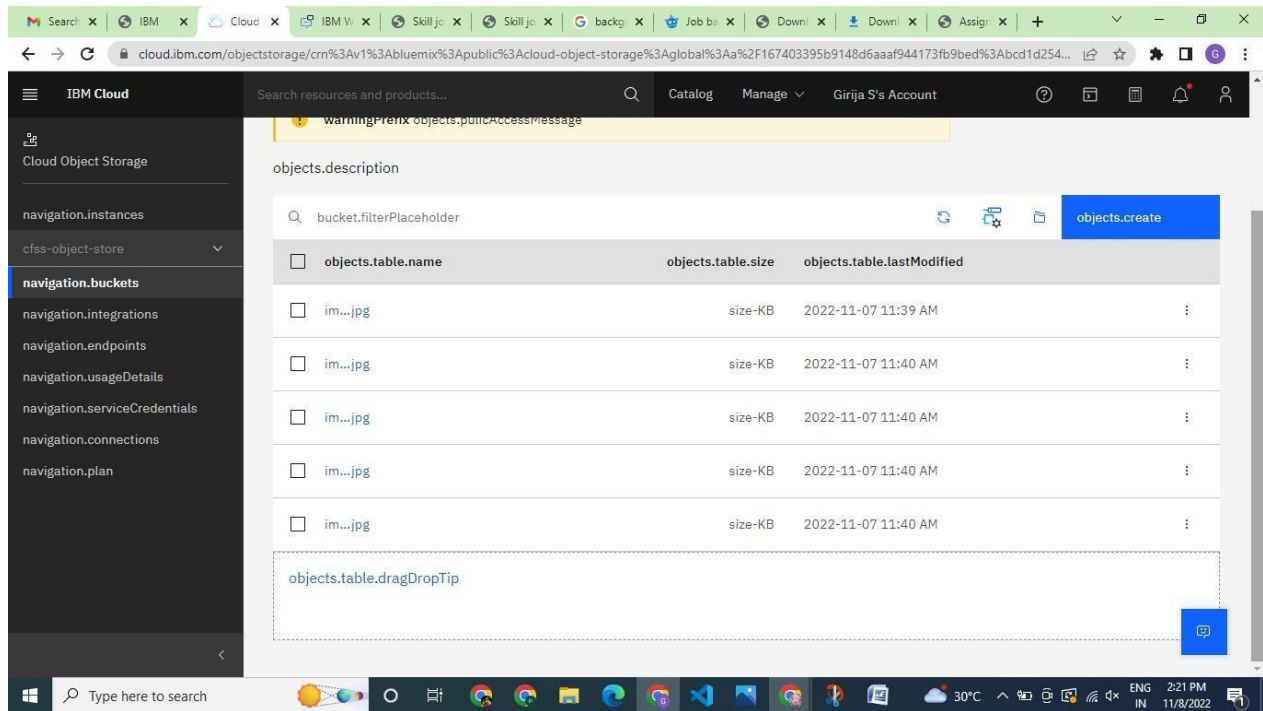 Search
IBM
Cloud
IBM W
Skill jo
Skill jo
backg
Job ba
Downl
Downl
Assign
cloud.ibm.com/objectstorage/crn%3Av1%3Abluemix%3Apublic%3Acloud-object-storage%3Aglobal%3Aa%2F167403395b9148d6aaaf944173fb9bed%3Abcd1d254...
G
IBM Cloud
Search resources and products...
Catalog
Manage
Girija S's Account
warningPrefix objects.pulicAccessMessage
Cloud Object Storage
objects.description
navigation.instances
bucket.filterPlaceholder
objects.create
cfss-object-store
objects.table.name objects.table.size objects.table.lastModified
navigation.buckets
navigation.integrations
navigation.endpoints
navigation.usageDetails
navigation.serviceCredentials
navigation.connections
navigation.plan
im...jpg size-KB 2022-11-07 11:39 AM
im...jpg size-KB 2022-11-07 11:40 AM
im...jpg size-KB 2022-11-07 11:40 AM
im...jpg size-KB 2022-11-07 11:40 AM
im...jpg size-KB 2022-11-07 11:40 AM
objects.table.dragDropTip
Type here to search
30°C
ENG
IN
2:21 PM
11/8/2022
1